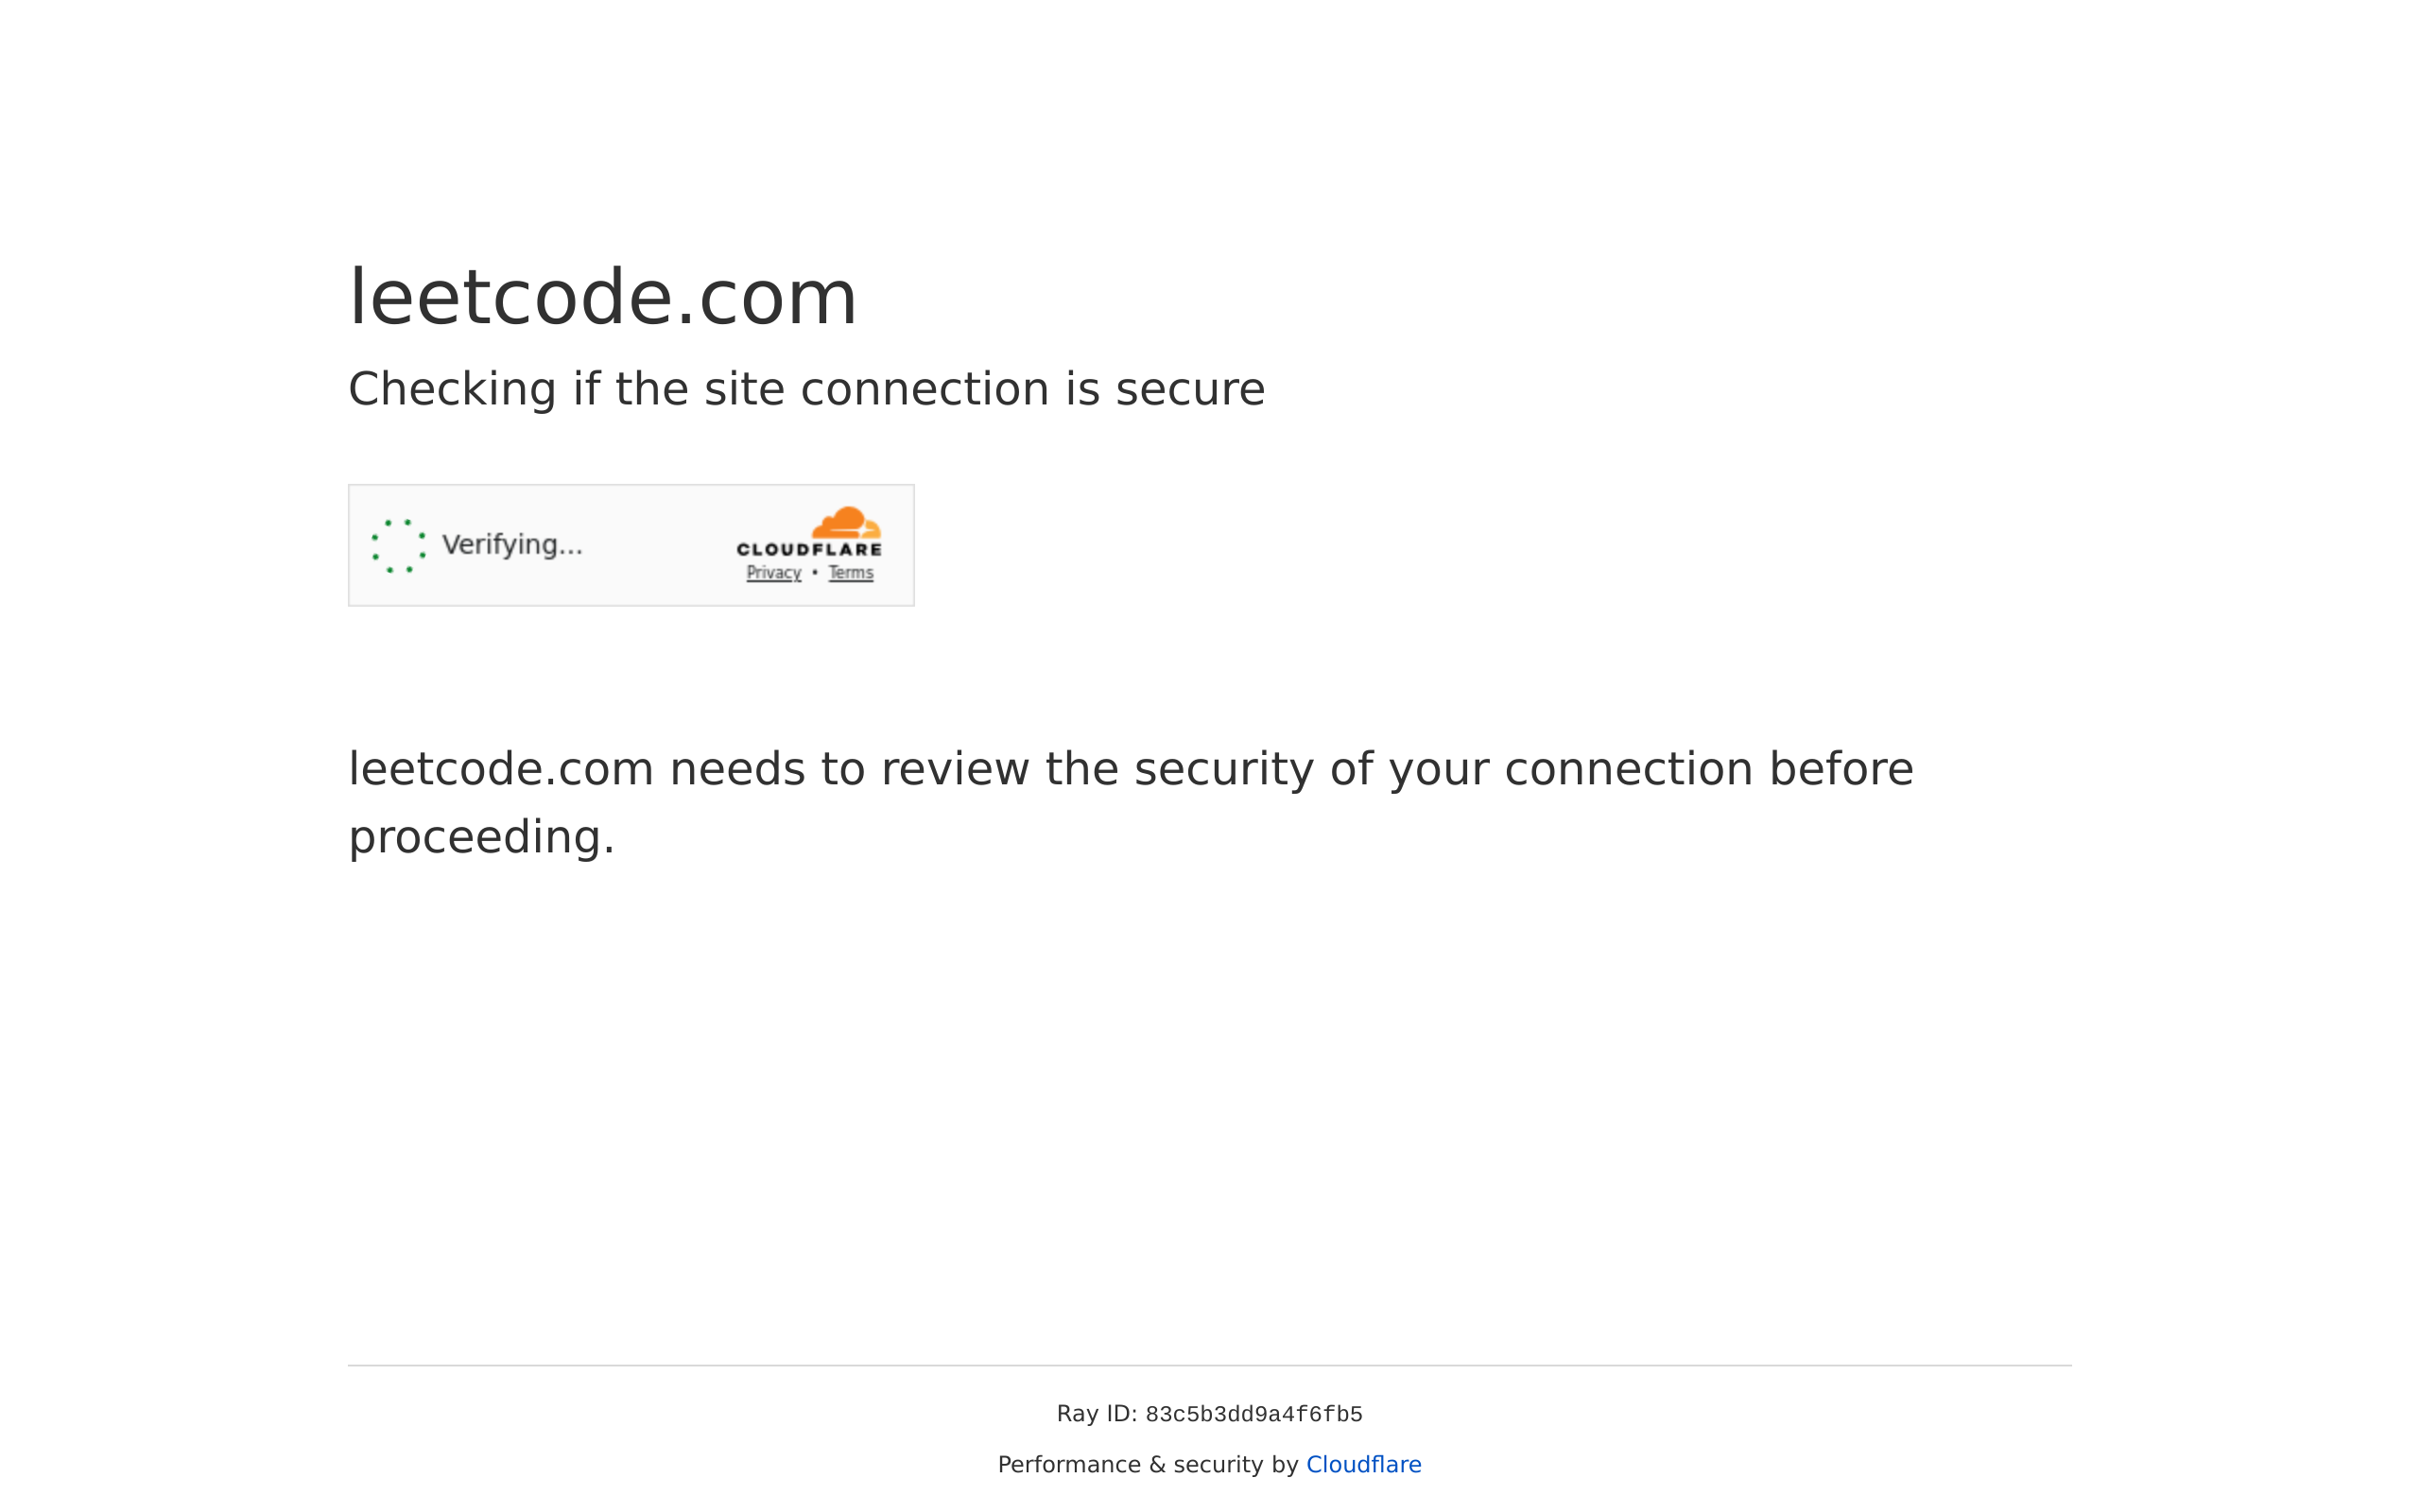 leetcode.com
Checking if the site connection is secure
Verifying...
CLOUDFLARE
Privacy • Terms
leetcode.com needs to review the security of your connection before
proceeding.
Ray ID: 83c5b3dd9a4f6fb5
Performance & security by Cloudflare